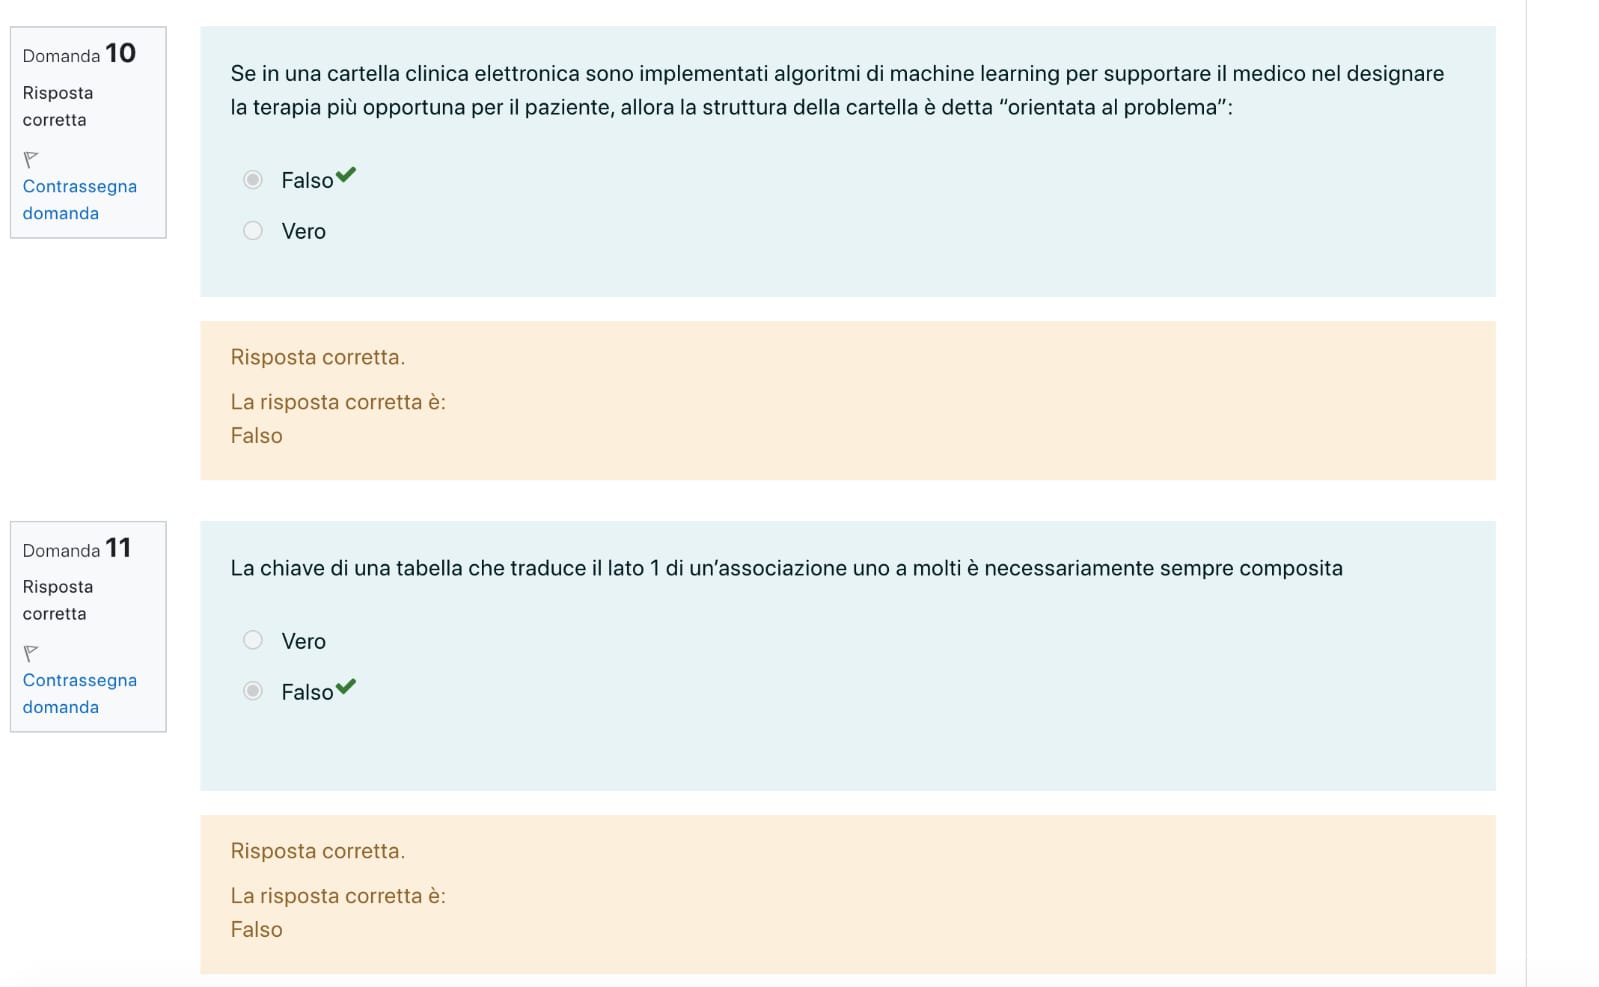 Domanda 10
Risposta
corretta
Contrassegna
domanda
Se in una cartella clinica elettronica sono implementati algoritmi di machine learning per supportare il medico nel designare
la terapia più opportuna per il paziente, allora la struttura della cartella è detta “orientata al problema”:
Falso
Vero
Risposta corretta.
La risposta corretta è:
Falso
Domanda 11
Risposta
corretta
Contrassegna
domanda
La chiave di una tabella che traduce il lato 1 di un’associazione uno a molti è necessariamente sempre composita
Vero
Falso
Risposta corretta.
La risposta corretta è:
Falso